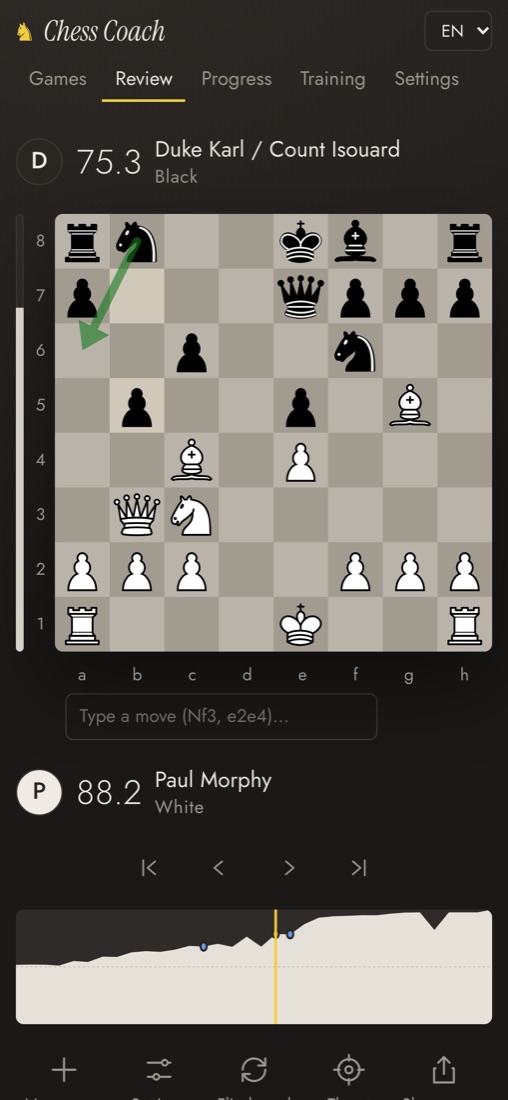 Chess Coach
EN
Games Review Progress Training Settings
D 75.3 Duke Karl / Count Isouard
Black
8
7
6
5
4
3
2
1
a b c d e f g h
Type a move (Nf3, e2e4)...
P 88.2 Paul Morphy
White